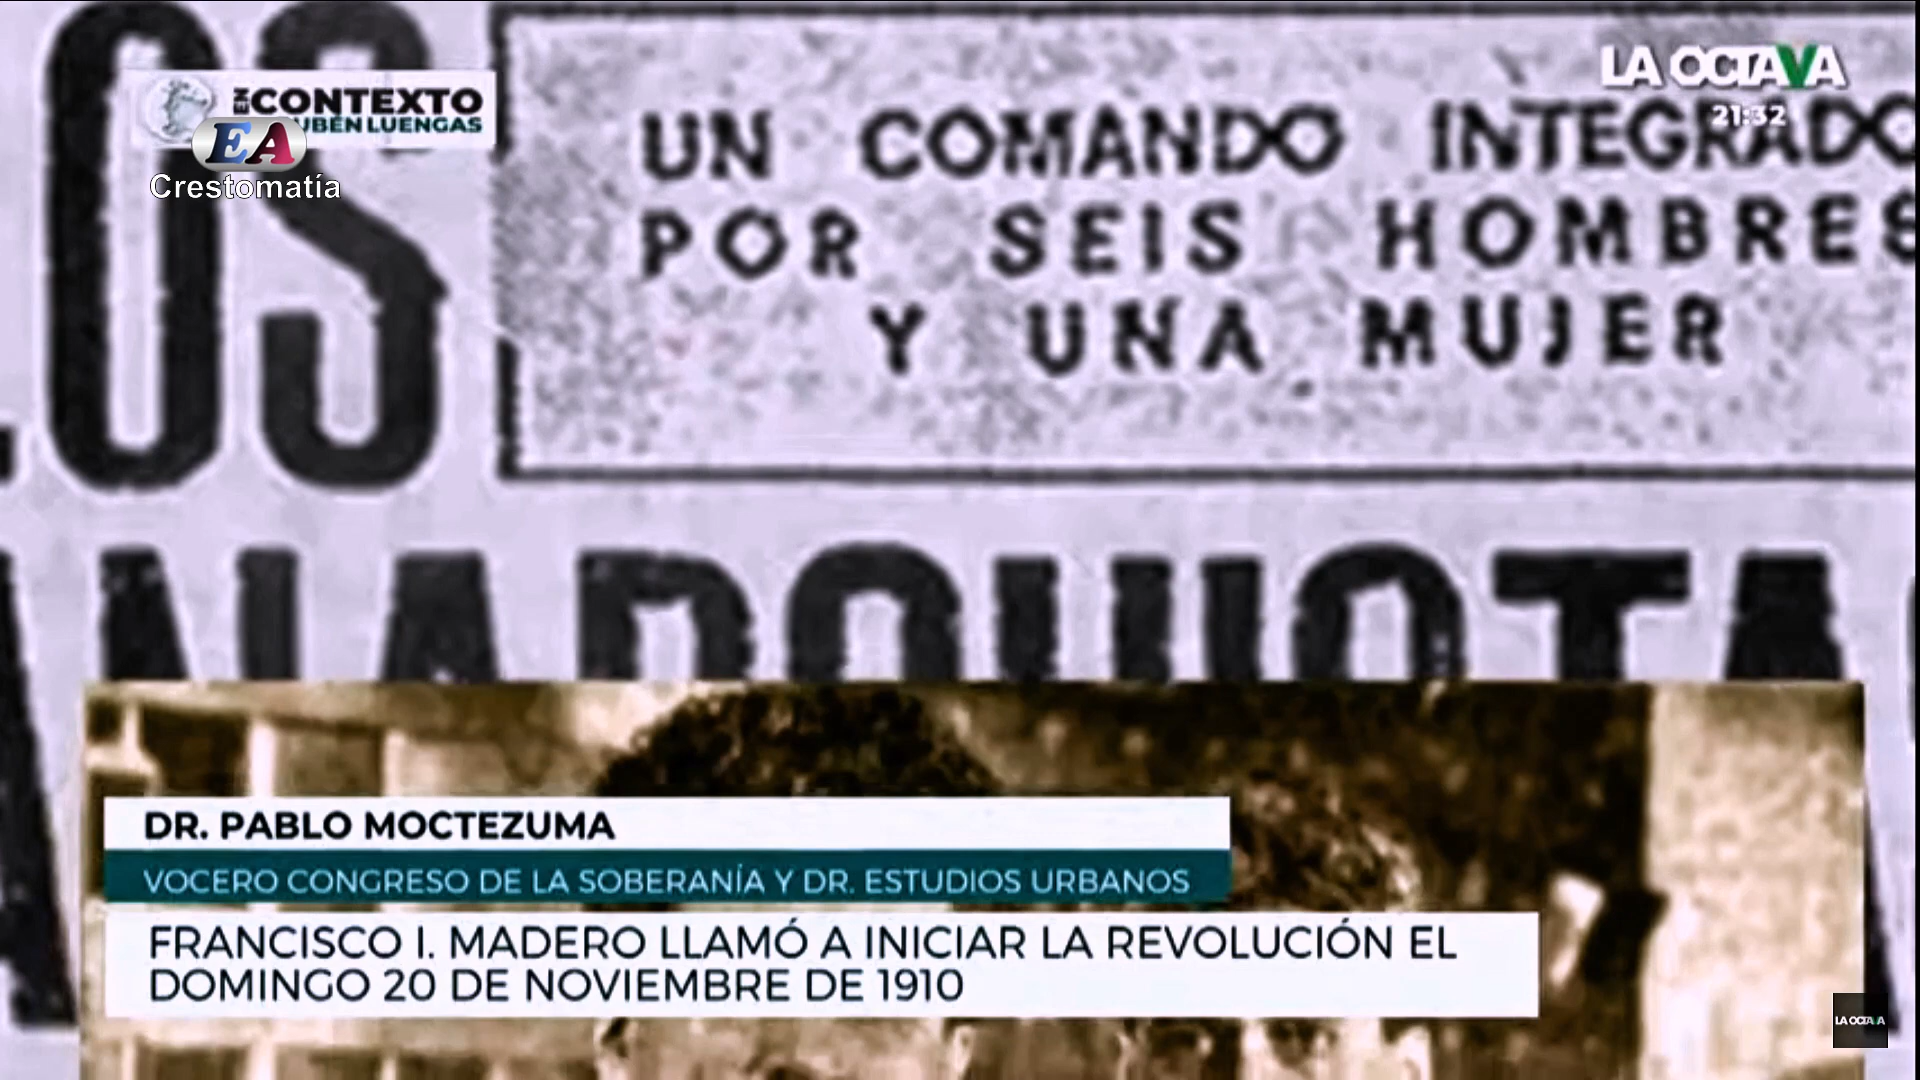 LOS
EN CONTEXTO
RUBÉN LUENGAS
EA
Crestomatía
LA OCTAVA
21:32
UN COMANDO INTEGRADO
POR SEIS HOMBRES
Y UNA MUJER
DR. PABLO MOCTEZUMA
VOCERO CONGRESO DE LA SOBERANÍA Y DR. ESTUDIOS URBANOS
FRANCISCO I. MADERO LLAMÓ A INICIAR LA REVOLUCIÓN EL
DOMINGO 20 DE NOVIEMBRE DE 1910
LA OCTAVA